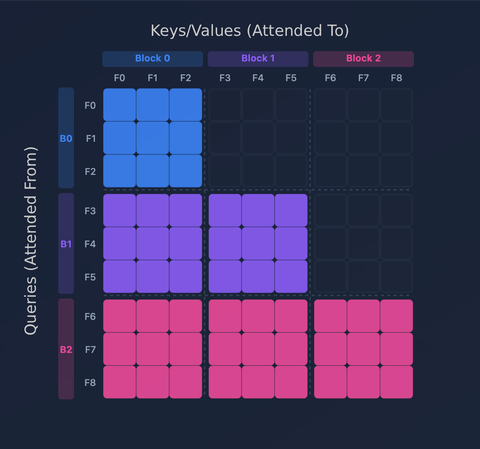 Keys/Values (Attended To)
Block 0 Block 1 Block 2
F0 F1 F2 F3 F4 F5 F6 F7 F8
Queries (Attended From)
B0
F0
F1
F2
B1
F3
F4
F5
B2
F6
F7
F8